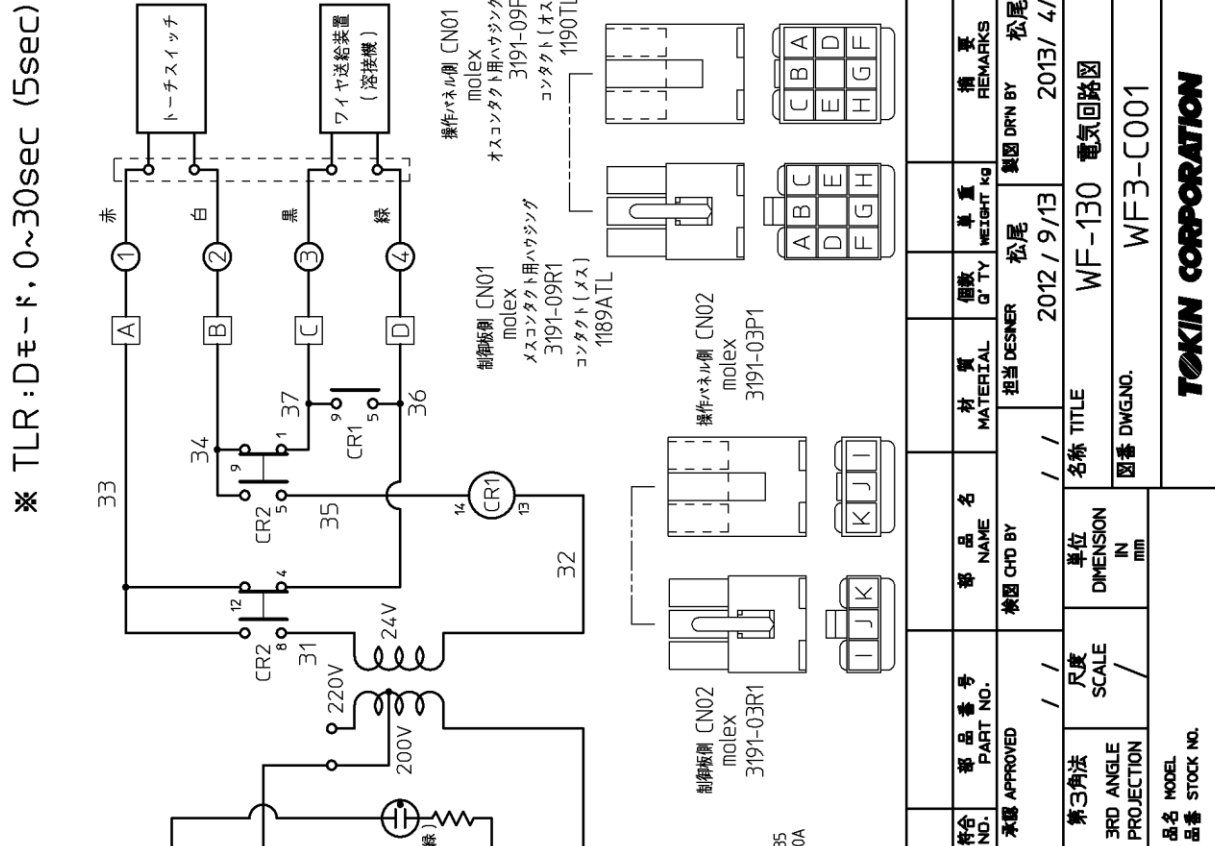 ※ TLR:Dモード, 0~30sec (5sec)
トーチスイッチ
ワイヤ送給装置
(溶接機)
赤
白
黒
緑
1
2
3
4
A
B
C
D
33
34
37
36
9
1
CR2
5
35
9
5
CR1
14
CR1
13
32
12
4
CR2
8
31
24V
220V
200V
緑)
操作パネル側 CN01
molex
オスコンタクト用ハウジング
3191-09P
コンタクト(オス
1190TL
制御板側 CN01
molex
メスコンタクト用ハウジング
3191-09R1
コンタクト(メス)
1189ATL
C B A
E D
H G F
A B C
D E
F G H
操作パネル側 CN02
molex
3191-03P1
K J I
制御板側 CN02
molex
3191-03R1
I J K
35
0A
符合
NO.
部品番号
PART NO.
部品名
NAME
材質
MATERIAL
個数
Q'TY
単重
WEIGHT kg
摘要
REMARKS
承認 APPROVED
/ /
検図 CH'D BY
/ /
担当 DESINER 松尾
2012 / 9/13
製図 DR'N BY 松尾
2013/ 4/
第3角法
3RD ANGLE
PROJECTION
尺度
SCALE
/
単位
DIMENSION
IN
mm
名称 TITLE
WF-130 電気回路図
図番 DWG.NO.
WF3-C001
品名 MODEL
品番 STOCK NO.
TOKIN CORPORATION